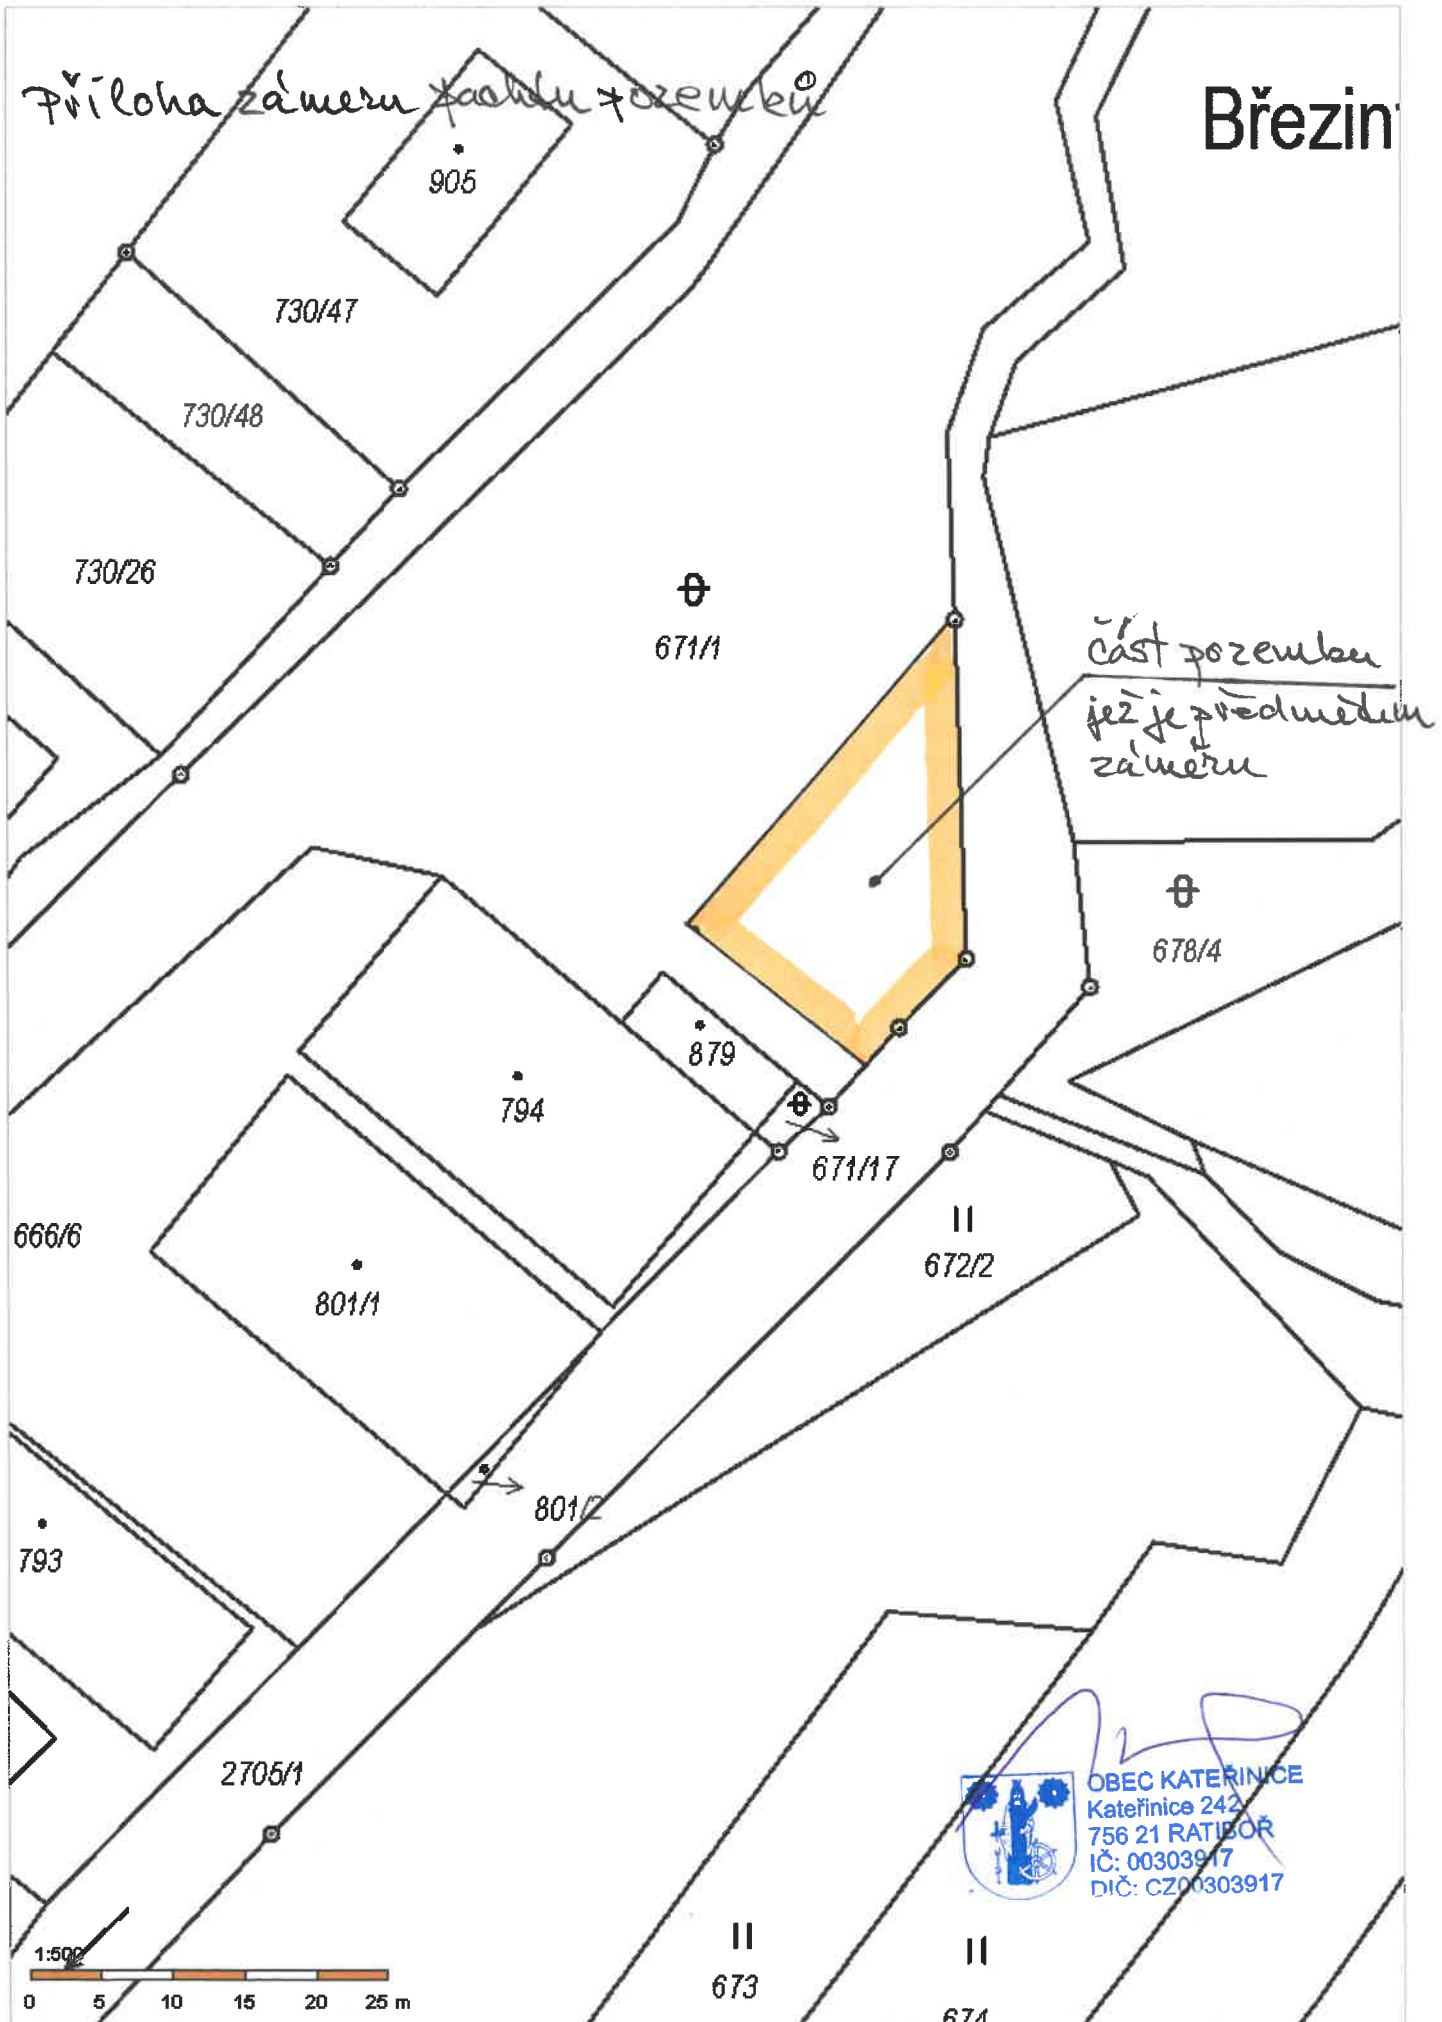 Příloha záměru pachtu pozemků
Březin
905
730/47
730/48
730/26
671/1
část pozemku
jež je předmětem
záměru
678/4
879
794
671/17
672/2
666/6
801/1
801/2
793
2705/1
OBEC KATEŘINICE
Kateřinice 242
756 21 RATIBOŘ
IČ: 00303917
DIČ: CZ00303917
673
674
1:500
0 5 10 15 20 25 m